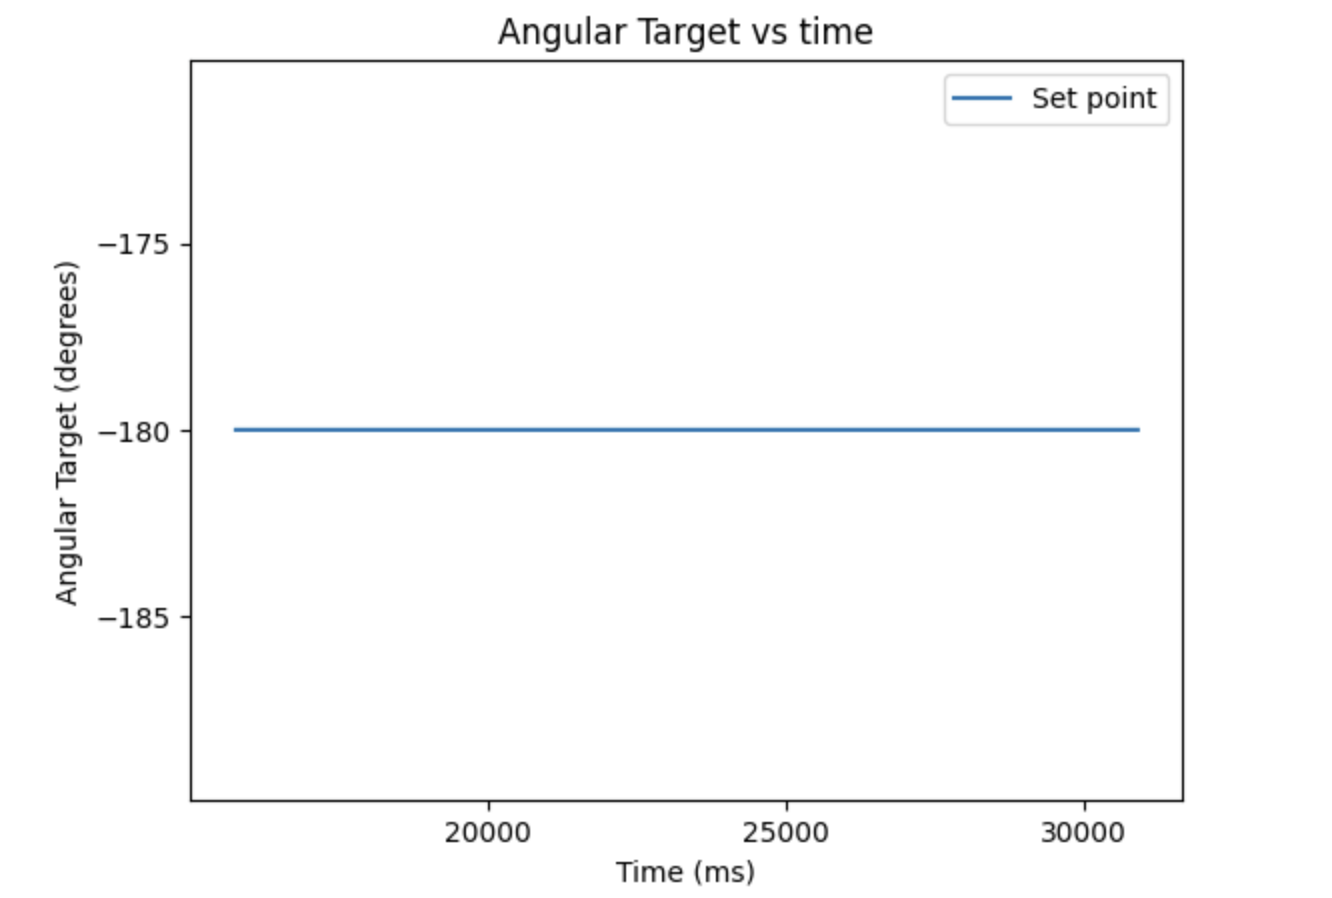 Angular Target vs time
Set point
Angular Target (degrees)
−175
−180
−185
20000
25000
30000
Time (ms)